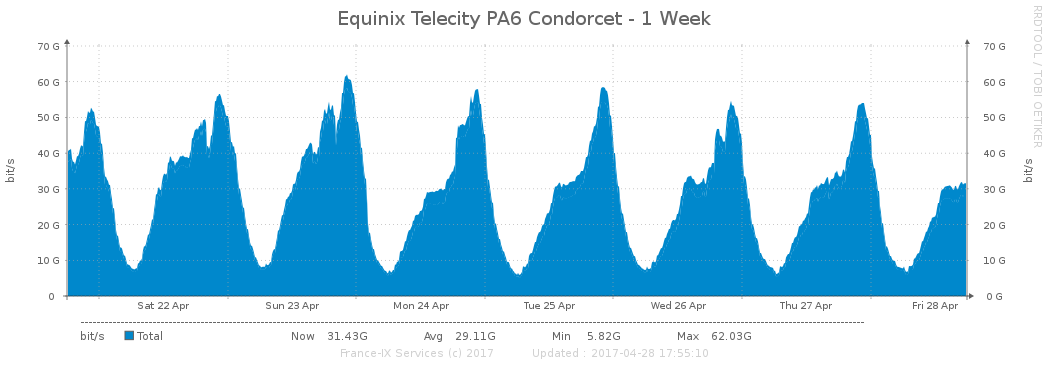 Equinix Telecity PA6 Condorcet - 1 Week
RRDTOOL / TOBI OETIKER
70 G 70 G
60 G 60 G
50 G 50 G
40 G 40 G
bit/s bit/s
30 G 30 G
20 G 20 G
10 G 10 G
0 0 G
Sat 22 Apr Sun 23 Apr Mon 24 Apr Tue 25 Apr Wed 26 Apr Thu 27 Apr Fri 28 Apr
bit/s Total Now 31.43G Avg 29.11G Min 5.82G Max 62.03G
France-IX Services (c) 2017 Updated : 2017-04-28 17:55:10